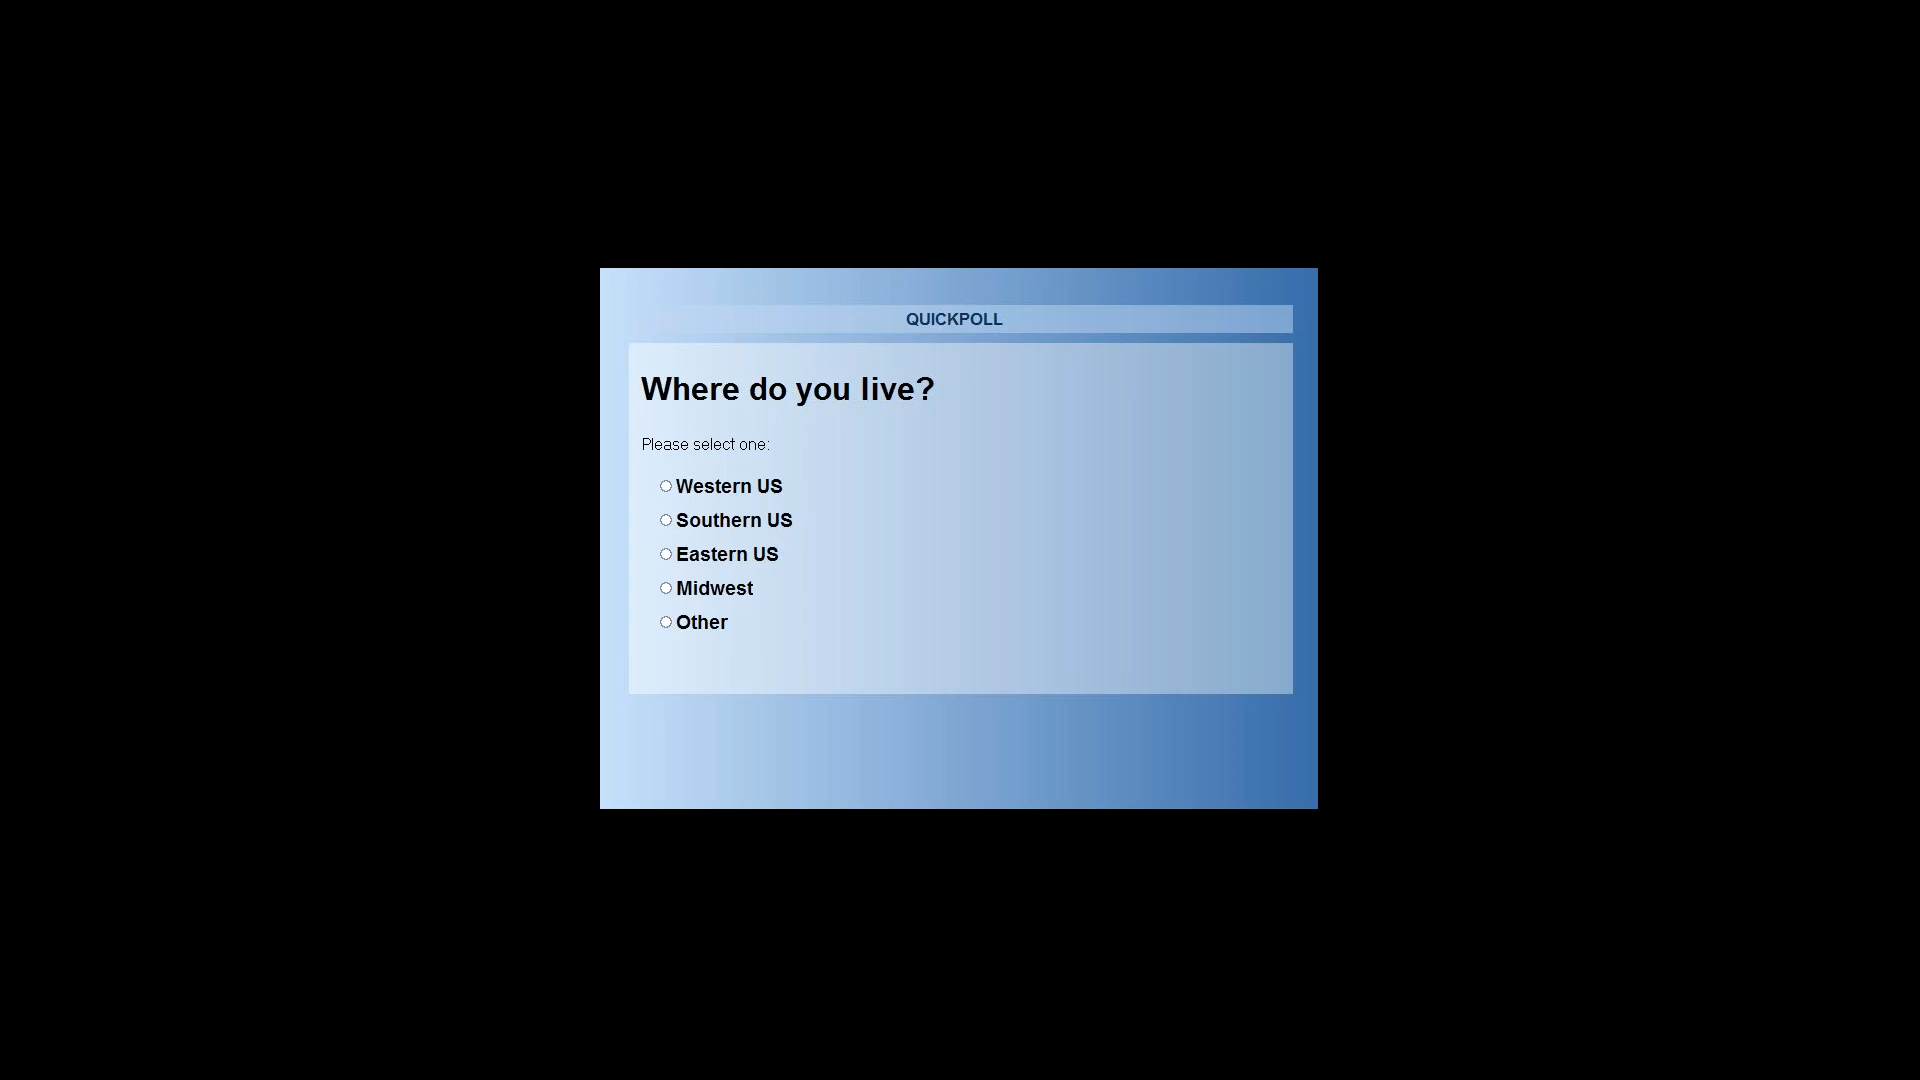 QUICKPOLL
Where do you live?
Please select one:
Western US
Southern US
Eastern US
Midwest
Other